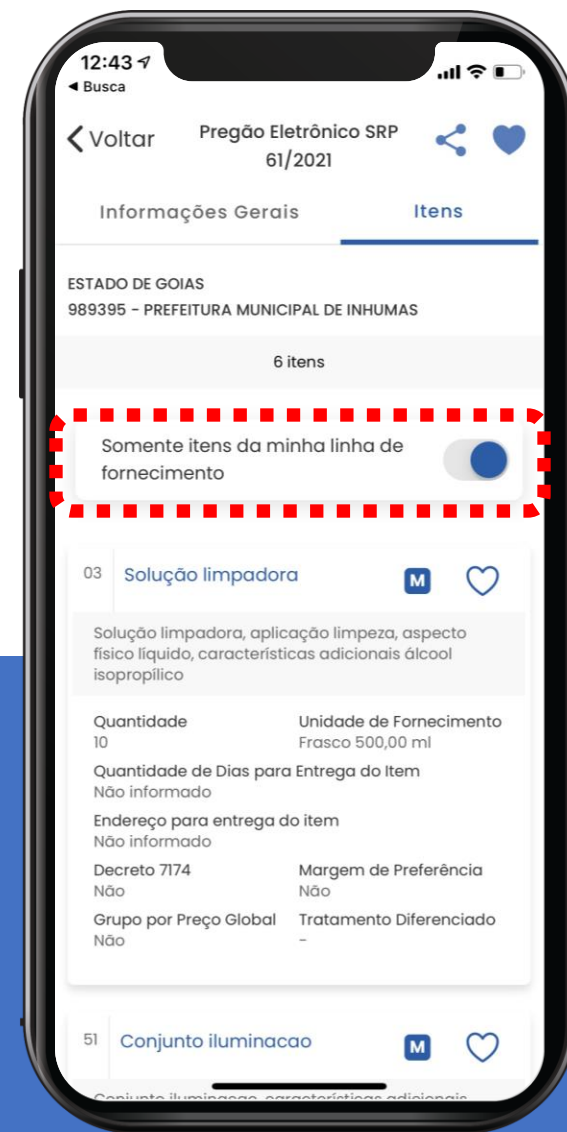 12:43
Busca
Voltar
Pregão Eletrônico SRP
61/2021
Informações Gerais
Itens
ESTADO DE GOIAS
989395 - PREFEITURA MUNICIPAL DE INHUMAS
6 itens
Somente itens da minha linha de
fornecimento
03 Solução limpadora M
Solução limpadora, aplicação limpeza, aspecto
físico líquido, características adicionais álcool
isopropílico
Quantidade
10
Unidade de Fornecimento
Frasco 500,00 ml
Quantidade de Dias para Entrega do Item
Não informado
Endereço para entrega do item
Não informado
Decreto 7174
Não
Margem de Preferência
Não
Grupo por Preço Global
Não
Tratamento Diferenciado
-
51 Conjunto iluminacao M
Conjunto iluminacao, características adicionais